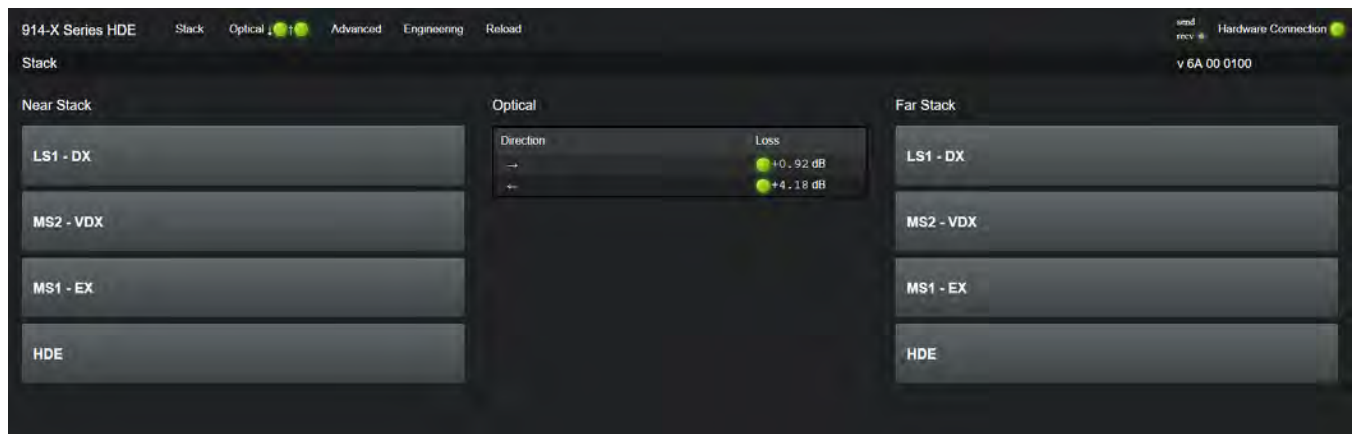 914-X Series HDE Stack Optical ↓ ↑ Advanced Engineering Reload
send
recv
Hardware Connection
Stack
v 6A 00 0100
Near Stack
LS1 - DX
MS2 - VDX
MS1 - EX
HDE
Optical
Direction Loss
→ +0.92 dB
← +4.18 dB
Far Stack
LS1 - DX
MS2 - VDX
MS1 - EX
HDE